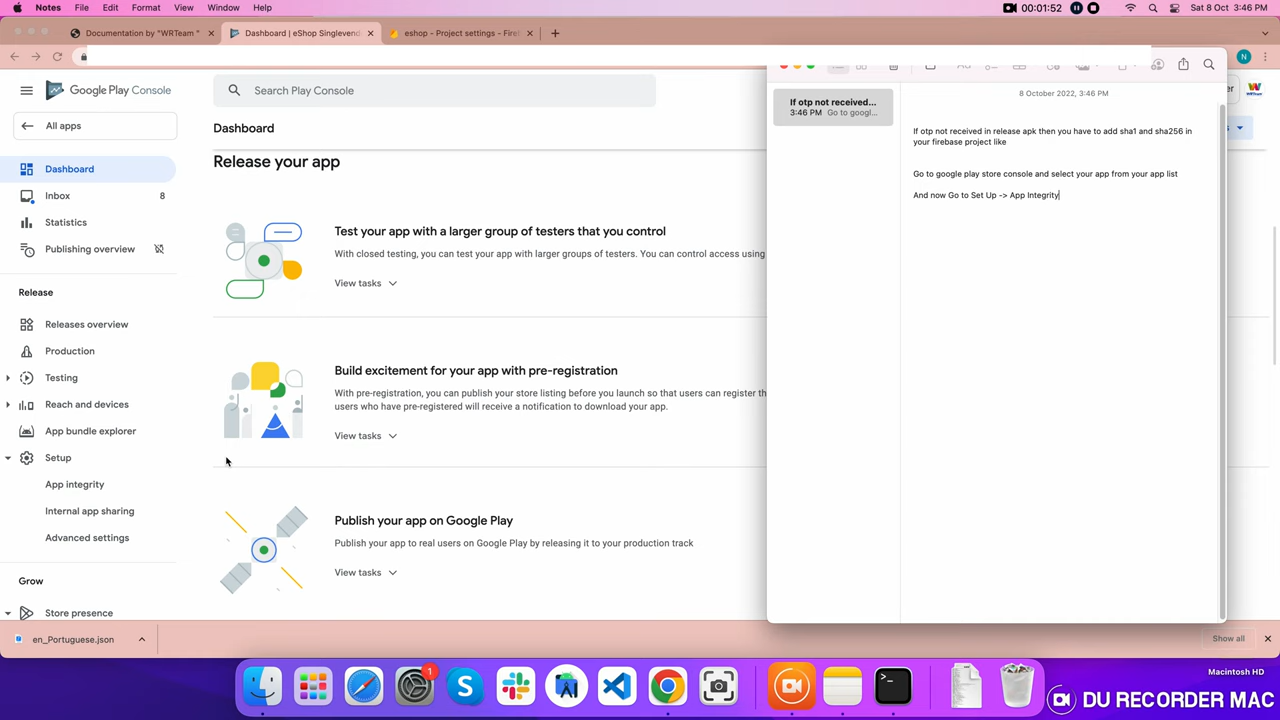 Notes File Edit Format View Window Help 00:01:52 Sat 8 Oct 3:46 PM
Documentation by "WRTeam " Dashboard | eShop Singlevend eshop - Project settings - Fire
N
Google Play Console
Search Play Console
All apps
Dashboard
Release your app
Dashboard
Inbox 8
Statistics
Publishing overview
Release
Releases overview
Production
Testing
Reach and devices
App bundle explorer
Setup
App integrity
Internal app sharing
Advanced settings
Grow
Store presence
Test your app with a larger group of testers that you control
With closed testing, you can test your app with larger groups of testers. You can control access using
View tasks
Build excitement for your app with pre-registration
With pre-registration, you can publish your store listing before you launch so that users can register th
users who have pre-registered will receive a notification to download your app.
View tasks
Publish your app on Google Play
Publish your app to real users on Google Play by releasing it to your production track
View tasks
If otp not received...
3:46 PM Go to googl...
8 October 2022, 3:46 PM
If otp not received in release apk then you have to add sha1 and sha256 in
your firebase project like
Go to google play store console and select your app from your app list
And now Go to Set Up -> App Integrity
en_Portuguese.json
Show all
1
Macintosh HD
DU RECORDER MAC